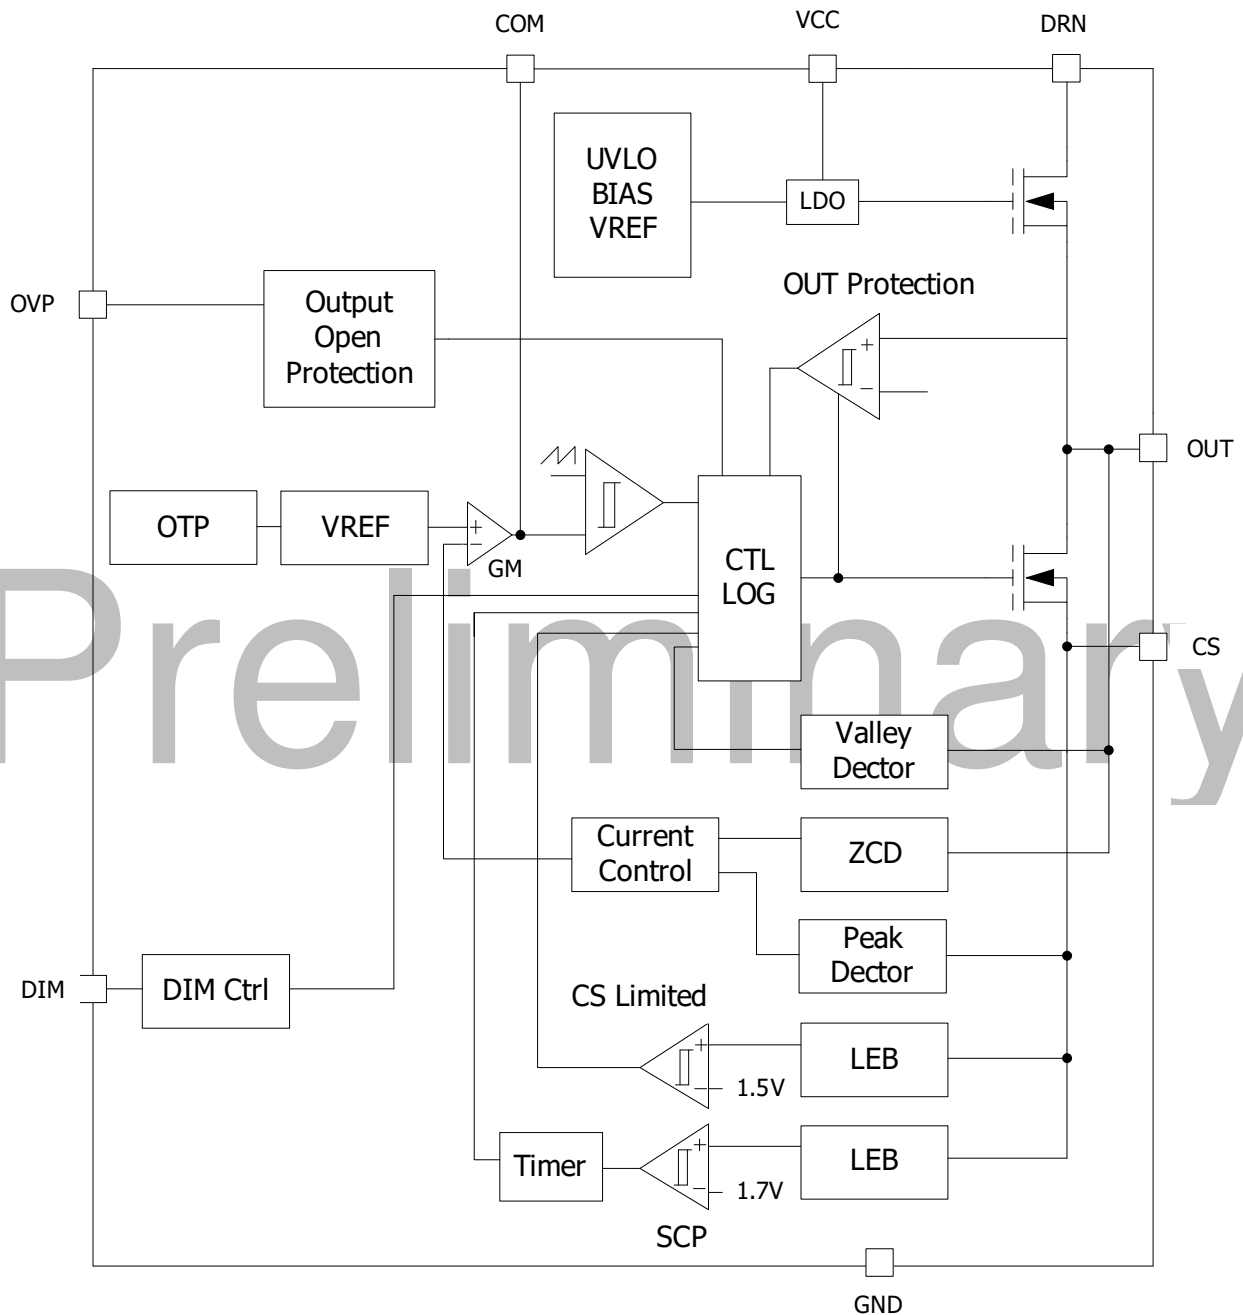 COM
VCC
DRN
UVLO
BIAS
VREF
LDO
OVP
Output
Open
Protection
OUT Protection
+
−
OUT
OTP
VREF
+
−
GM
CTL
LOG
Preliminary
CS
Valley
Dector
Current
Control
ZCD
Peak
Dector
DIM
DIM Ctrl
CS Limited
+
−
1.5V
LEB
Timer
+
−
1.7V
LEB
SCP
GND